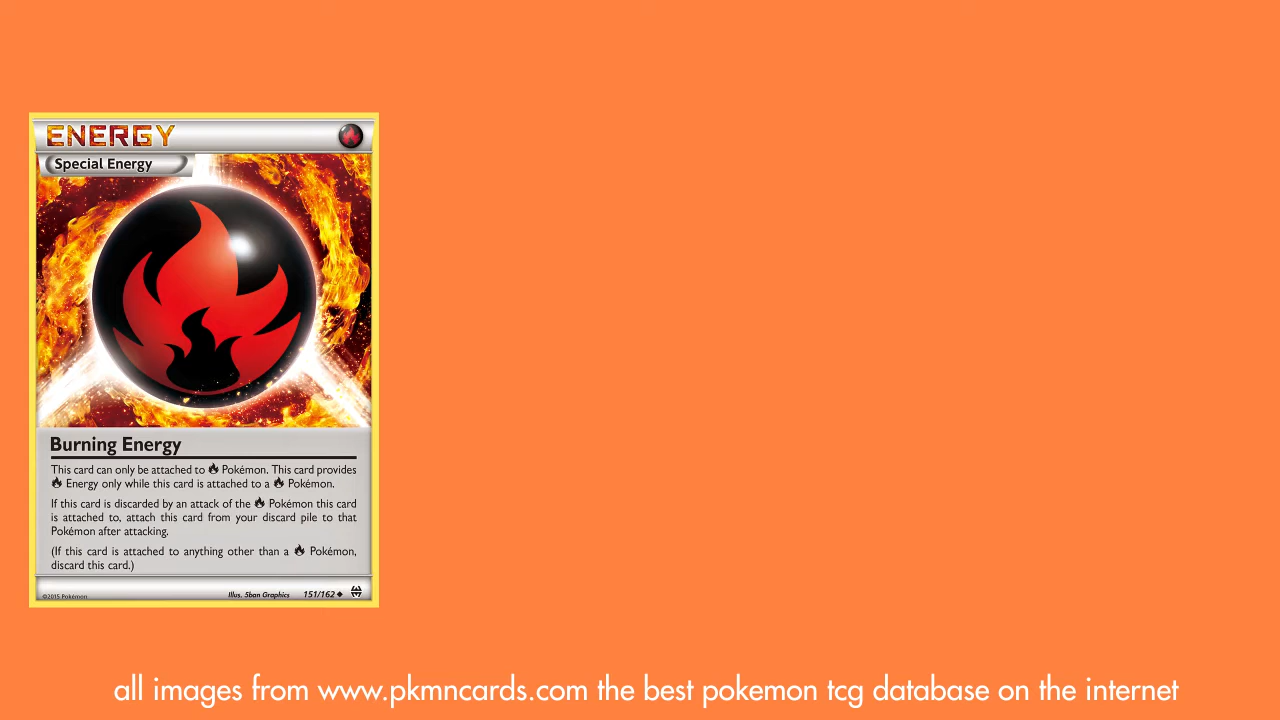 ENERGY
Special Energy
Burning Energy
This card can only be attached to Pokémon. This card provides
Energy only while this card is attached to a Pokémon.
If this card is discarded by an attack of the Pokémon this card
is attached to, attach this card from your discard pile to that
Pokémon after attacking.
(If this card is attached to anything other than a Pokémon,
discard this card.)
©2015 Pokémon
Illus. 5ban Graphics 151/162
all images from www.pkmncards.com the best pokemon tcg database on the internet